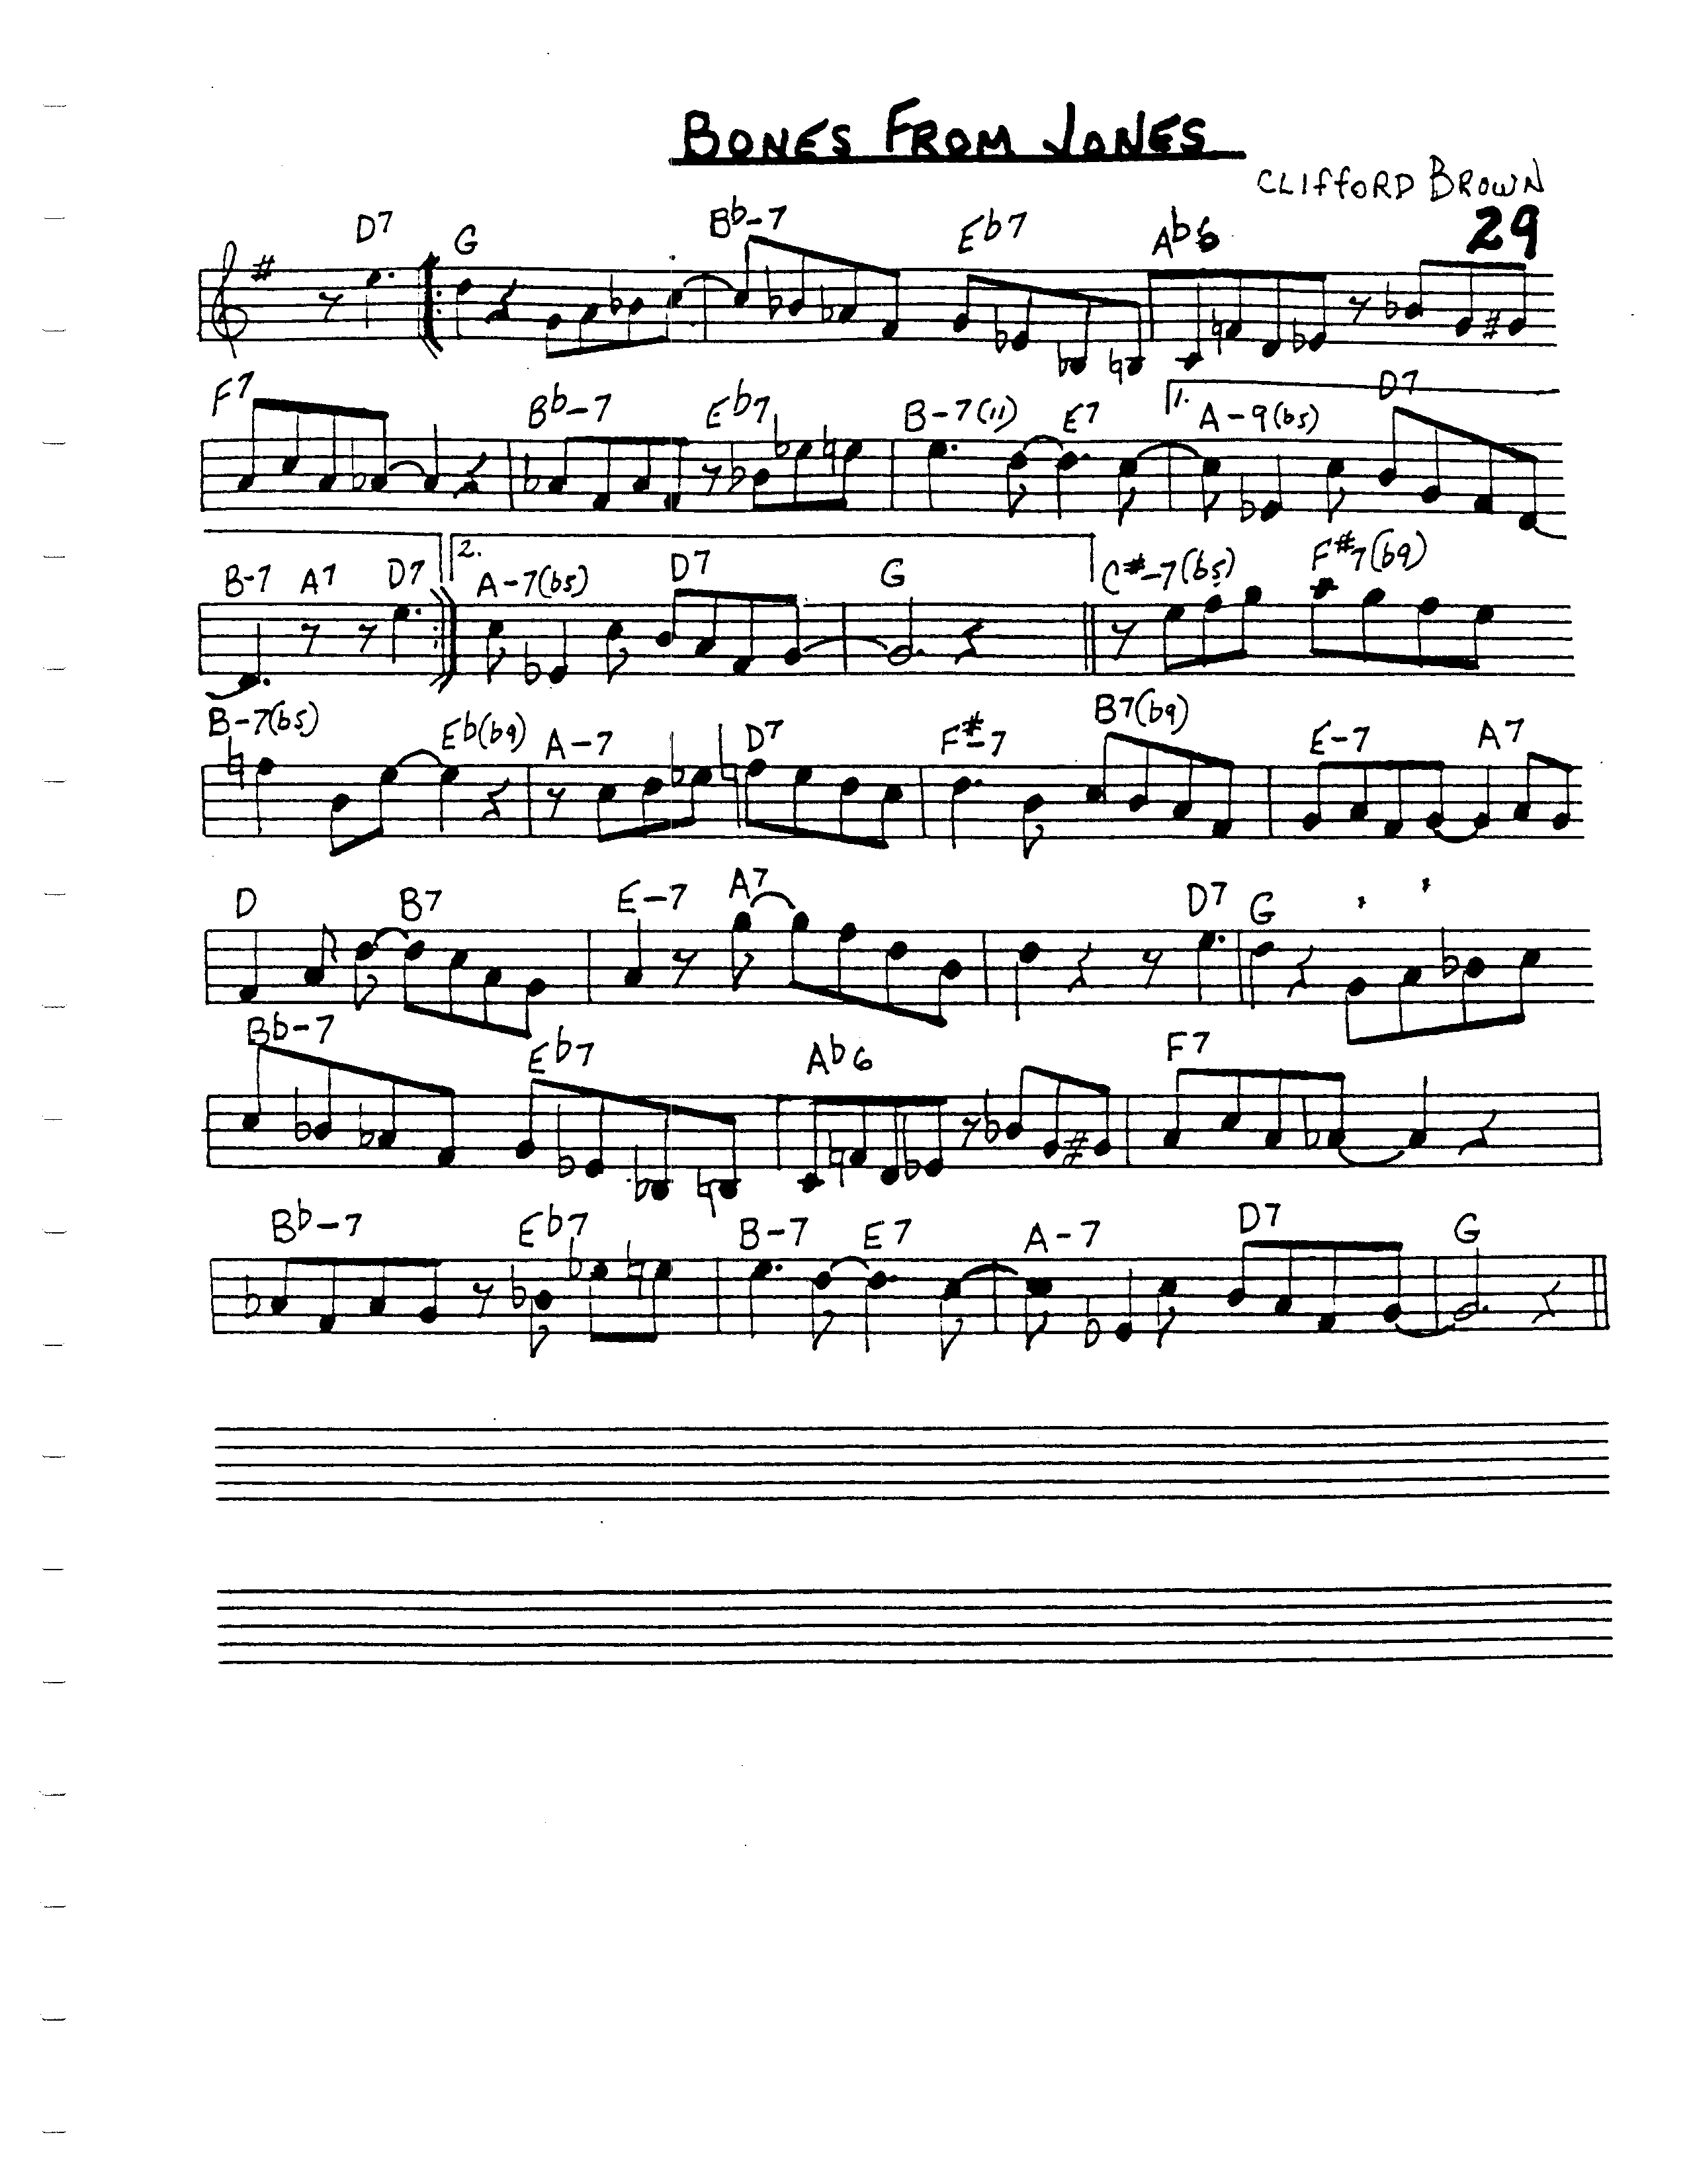 BONES FROM JONES
CLIFFORD BROWN
29
D7 G Bb-7 Eb7 Ab6
F7 Bb-7 Eb7 B-7(11) E7 1. A-9(b5) D7
B-7 A7 D7 2. A-7(b5) D7 G C#-7(b5) F#7(b9)
B-7(b5) Eb(b9) A-7 D7 F#-7 B7(b9) E-7 A7
D B7 E-7 A7 D7 G
Bb-7 Eb7 Ab6 F7
Bb-7 Eb7 B-7 E7 A-7 D7 G